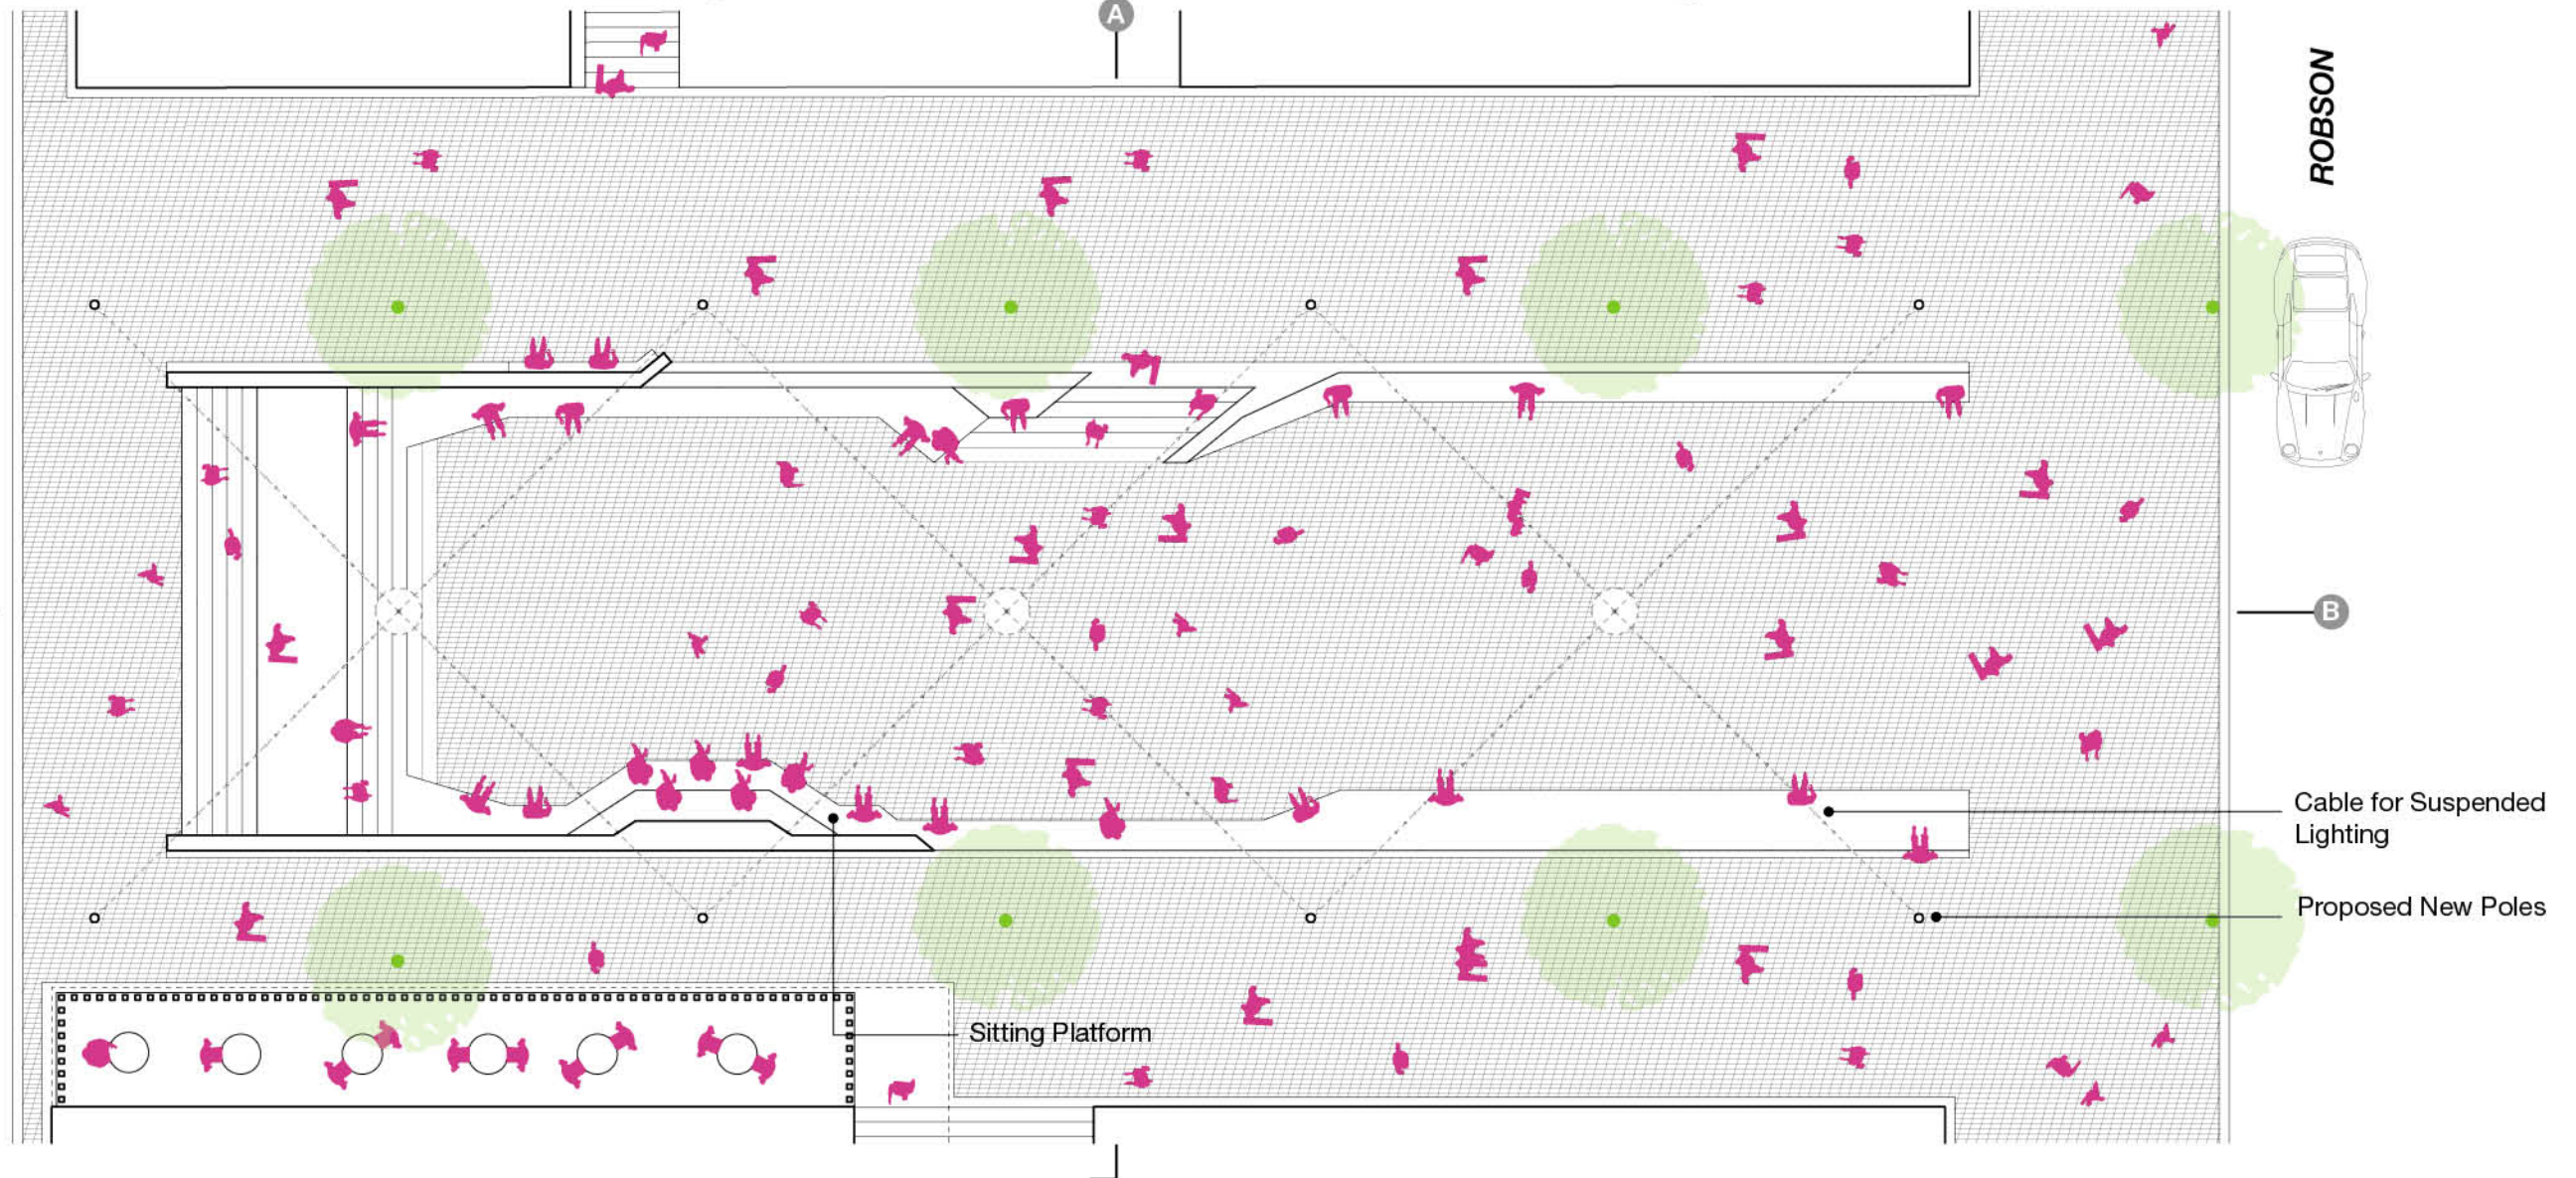 A
ROBSON
B
Cable for Suspended
Lighting
Proposed New Poles
Sitting Platform